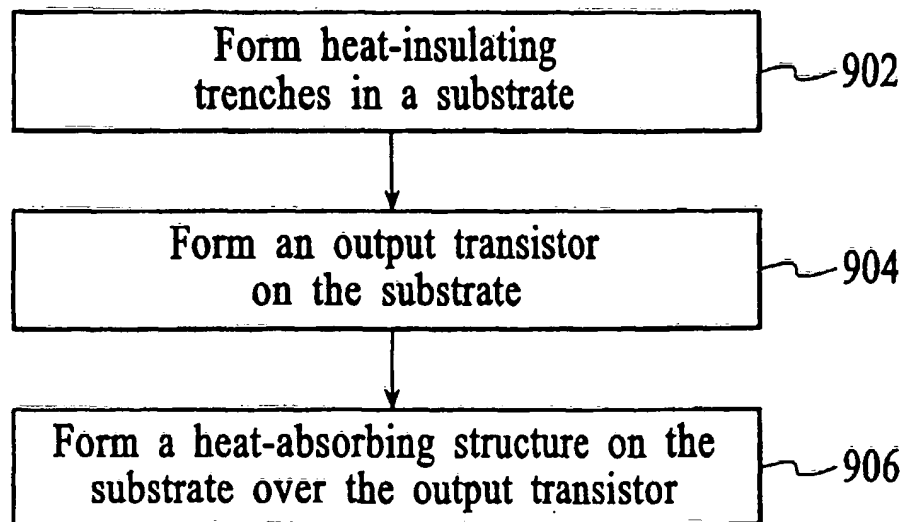 Form heat-insulating
trenches in a substrate
902
Form an output transistor
on the substrate
904
Form a heat-absorbing structure on the
substrate over the output transistor
906